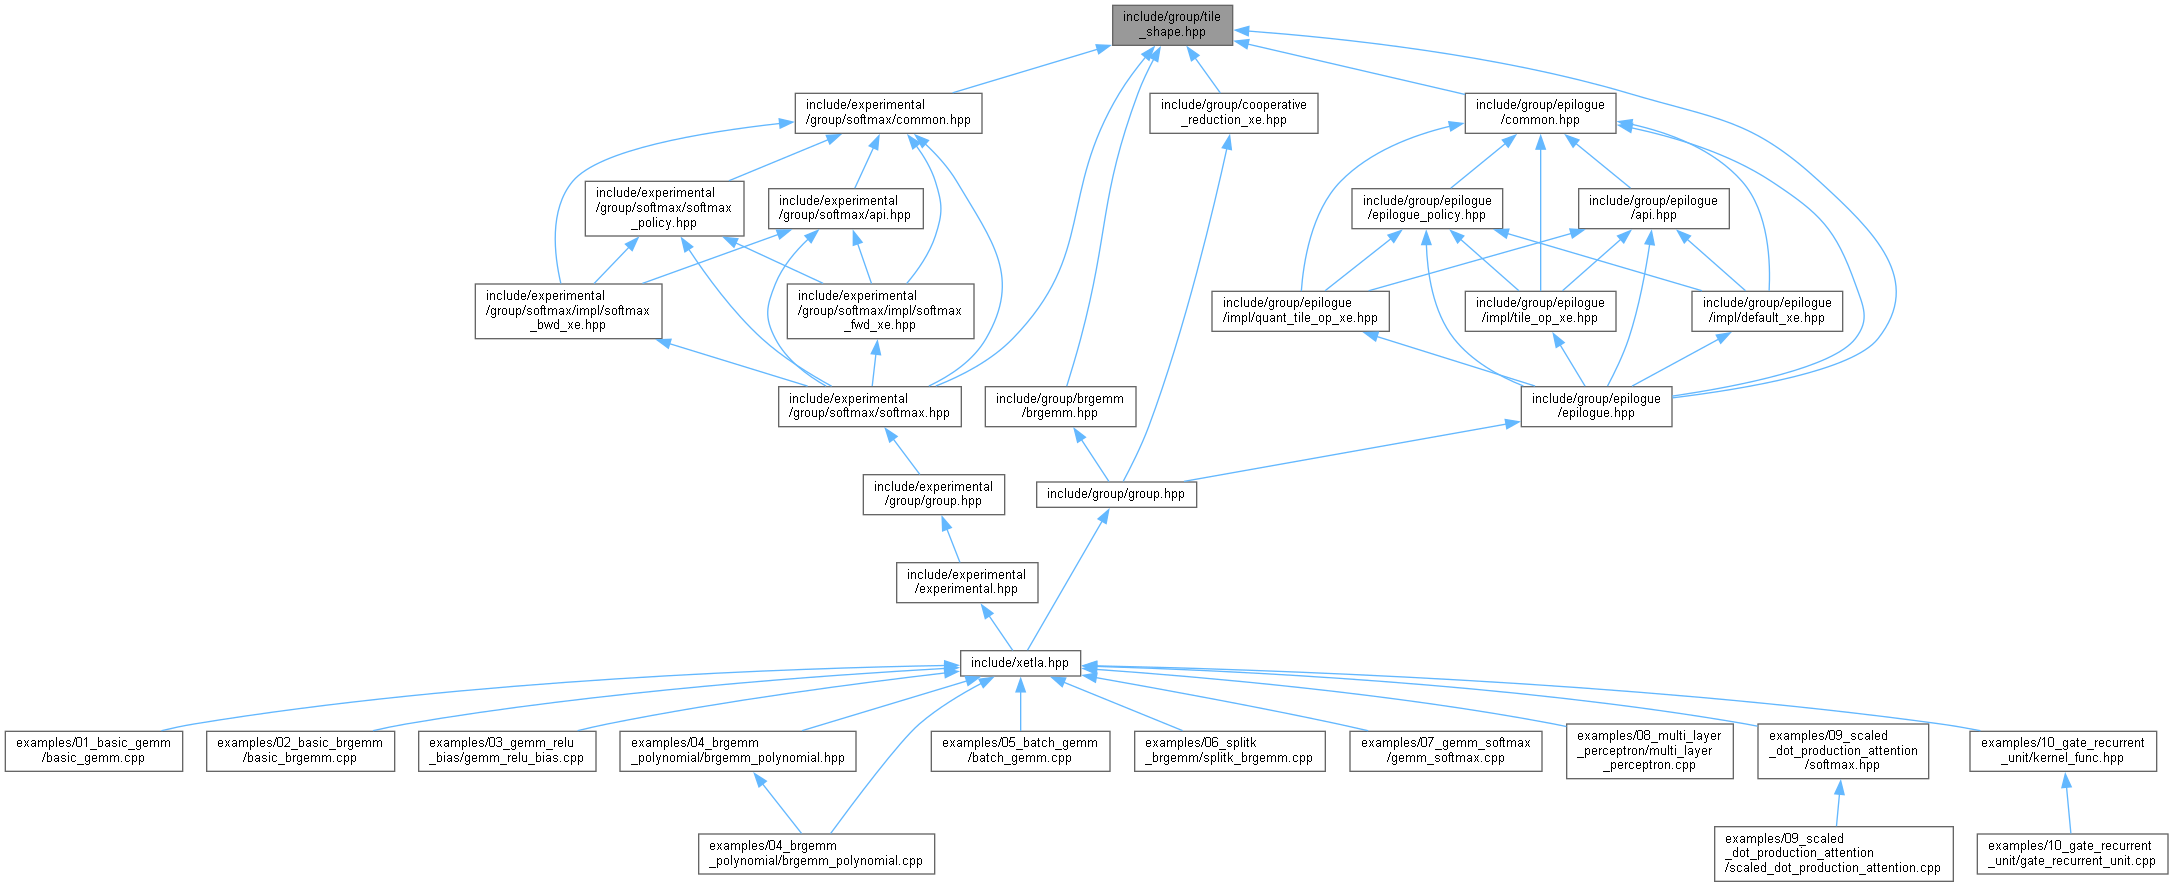 include/group/tile
_shape.hpp
include/experimental
/group/softmax/common.hpp
include/group/cooperative
_reduction_xe.hpp
include/group/epilogue
/common.hpp
include/experimental
/group/softmax/softmax
_policy.hpp
include/experimental
/group/softmax/api.hpp
include/group/epilogue
/epilogue_policy.hpp
include/group/epilogue
/api.hpp
include/experimental
/group/softmax/impl/softmax
_bwd_xe.hpp
include/experimental
/group/softmax/impl/softmax
_fwd_xe.hpp
include/group/epilogue
/impl/quant_tile_op_xe.hpp
include/group/epilogue
/impl/tile_op_xe.hpp
include/group/epilogue
/impl/default_xe.hpp
include/experimental
/group/softmax/softmax.hpp
include/group/brgemm
/brgemm.hpp
include/group/epilogue
/epilogue.hpp
include/experimental
/group/group.hpp
include/group/group.hpp
include/experimental
/experimental.hpp
include/xetla.hpp
examples/01_basic_gemm
/basic_gemm.cpp
examples/02_basic_brgemm
/basic_brgemm.cpp
examples/03_gemm_relu
_bias/gemm_relu_bias.cpp
examples/04_brgemm
_polynomial/brgemm_polynomial.hpp
examples/05_batch_gemm
/batch_gemm.cpp
examples/06_splitk
_brgemm/splitk_brgemm.cpp
examples/07_gemm_softmax
/gemm_softmax.cpp
examples/08_multi_layer
_perceptron/multi_layer
_perceptron.cpp
examples/09_scaled
_dot_production_attention
/softmax.hpp
examples/10_gate_recurrent
_unit/kernel_func.hpp
examples/04_brgemm
_polynomial/brgemm_polynomial.cpp
examples/09_scaled
_dot_production_attention
/scaled_dot_production_attention.cpp
examples/10_gate_recurrent
_unit/gate_recurrent_unit.cpp